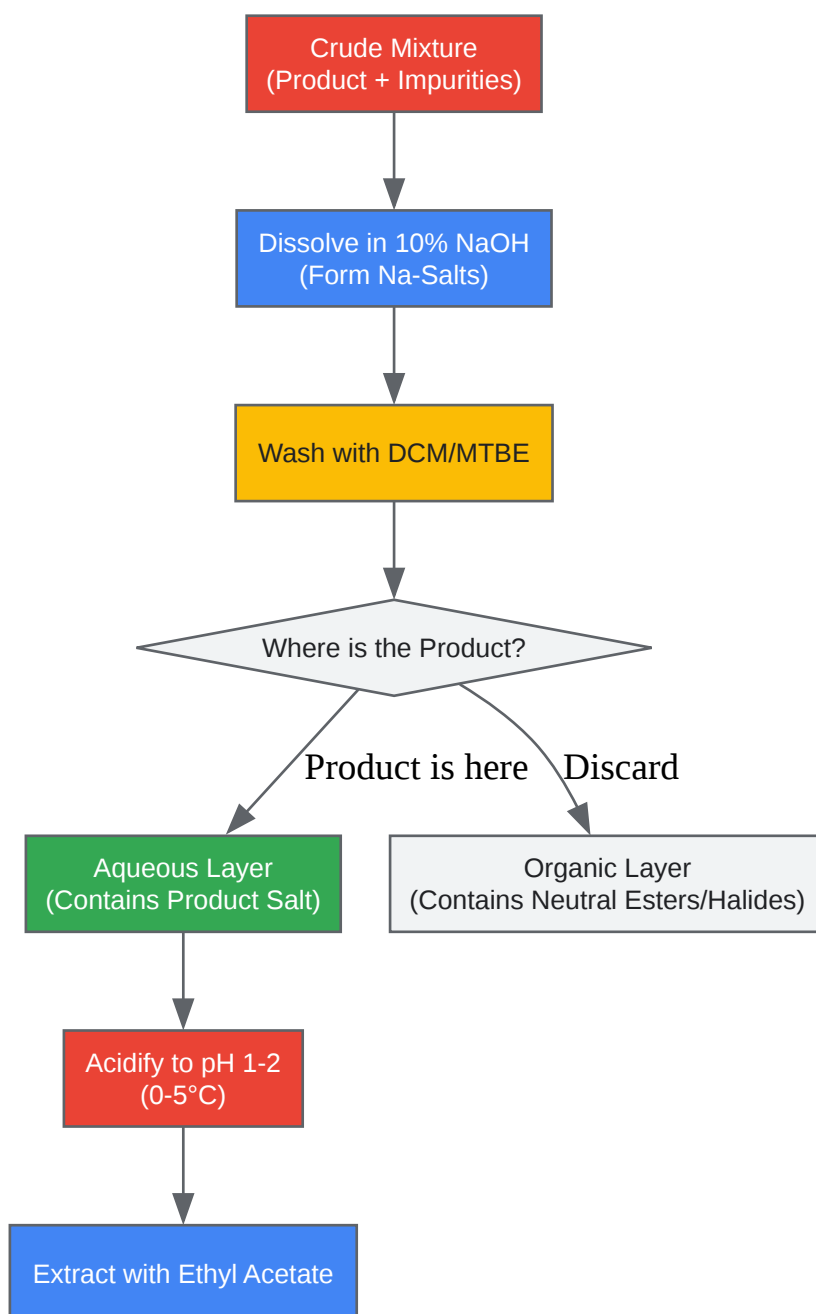 Crude Mixture
(Product + Impurities)
Dissolve in 10% NaOH
(Form Na-Salts)
Wash with DCM/MTBE
Where is the Product?
Product is here
Discard
Aqueous Layer
(Contains Product Salt)
Organic Layer
(Contains Neutral Esters/Halides)
Acidify to pH 1-2
(0-5°C)
Extract with Ethyl Acetate